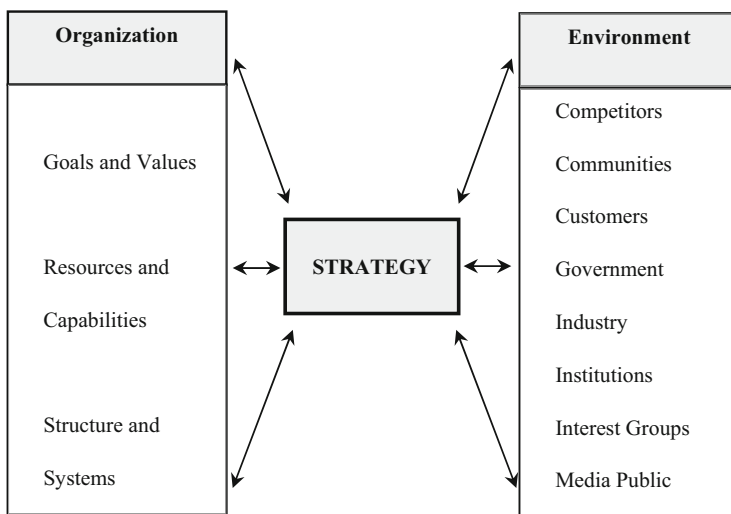 Organization
Goals and Values
Resources and
Capabilities
Structure and
Systems
STRATEGY
Environment
Competitors
Communities
Customers
Government
Industry
Institutions
Interest Groups
Media Public